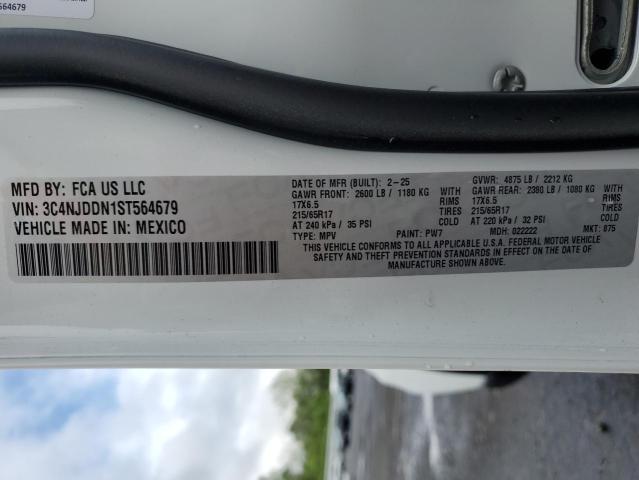 564679
MFD BY: FCA US LLC
VIN: 3C4NJDDN1ST564679
VEHICLE MADE IN: MEXICO
DATE OF MFR (BUILT): 2-25 GVWR: 4875 LB / 2212 KG
GAWR FRONT: 2600 LB / 1180 KG GAWR REAR: 2380 LB / 1080 KG
17X6.5 RIMS 17X6.5 RIMS
215/65R17 TIRES 215/65R17 TIRES
AT 240 kPa / 35 PSI COLD AT 220 kPa / 32 PSI COLD
TYPE: MPV PAINT: PW7 MDH: 022222 MKT: 875
THIS VEHICLE CONFORMS TO ALL APPLICABLE U.S.A. FEDERAL MOTOR VEHICLE
SAFETY AND THEFT PREVENTION STANDARDS IN EFFECT ON THE DATE OF
MANUFACTURE SHOWN ABOVE.